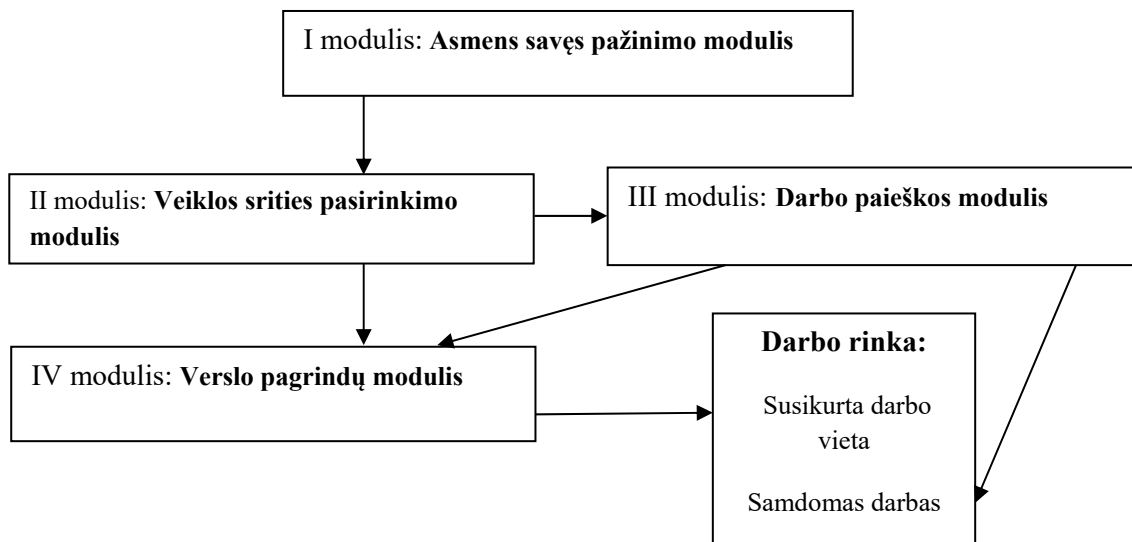 I modulis: Asmens savęs pažinimo modulis
II modulis: Veiklos srities pasirinkimo
modulis
III modulis: Darbo paieškos modulis
IV modulis: Verslo pagrindų modulis
Darbo rinka:
Susikurta darbo
vieta
Samdomas darbas